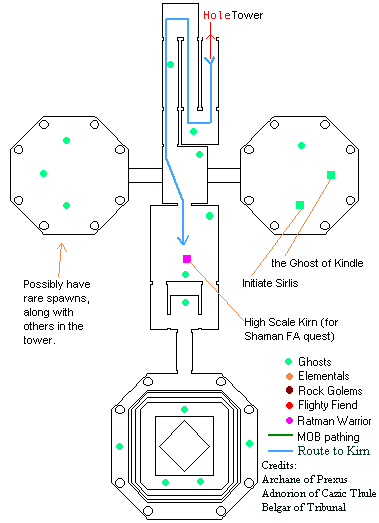 HoleTower
the Ghost of Kindle
Initiate Sirlis
Possibly have
rare spawns,
along with
others in the
tower.
High Scale Kirn (for
Shaman FA quest)
Ghosts
Elementals
Rock Golems
Flighty Fiend
Ratman Warrior
MOB pathing
Route to Kirn
Credits:
Archane of Prexus
Adnorion of Cazic Thule
Belgar of Tribunal